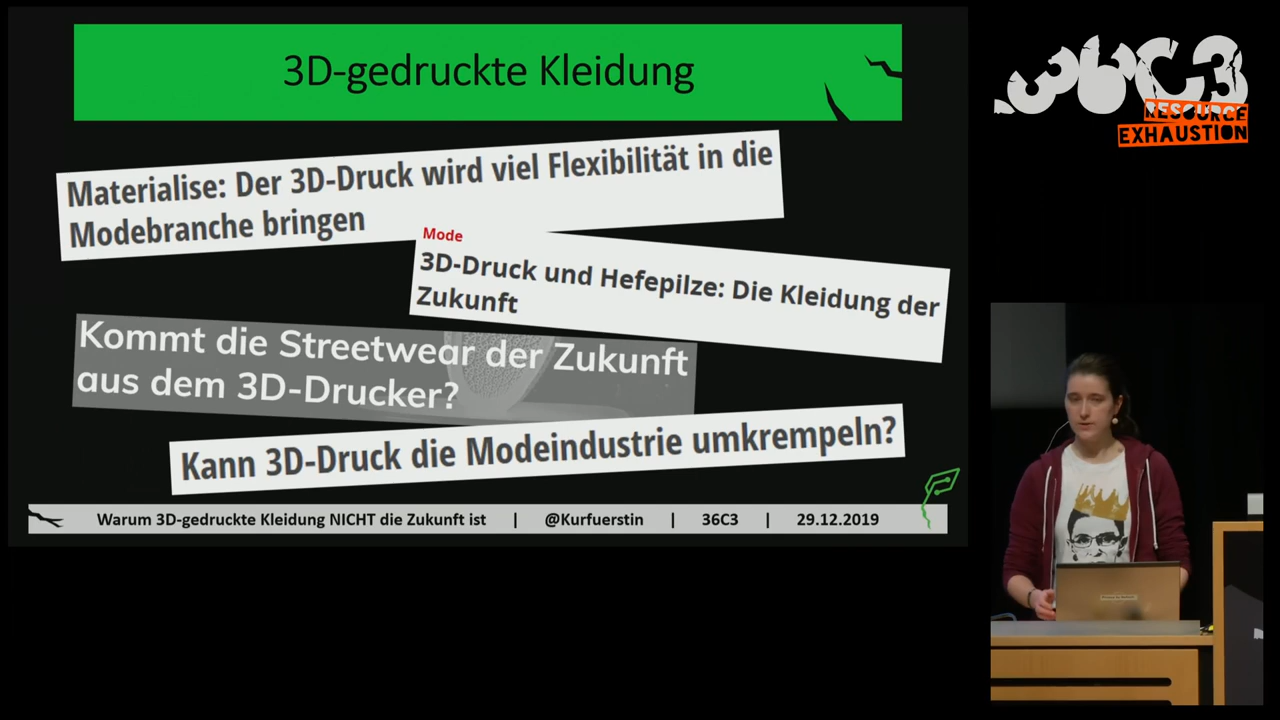 3D-gedruckte Kleidung
Materialise: Der 3D-Druck wird viel Flexibilität in die
Modebranche bringen
Mode
3D-Druck und Hefepilze: Die Kleidung der
Zukunft
Kommt die Streetwear der Zukunft
aus dem 3D-Drucker?
Kann 3D-Druck die Modeindustrie umkrempeln?
Warum 3D-gedruckte Kleidung NICHT die Zukunft ist | @Kurfuerstin | 36C3 | 29.12.2019
36C3
RESOURCE
EXHAUSTION